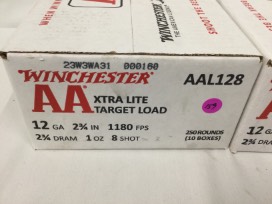 23W3WA31 000160
WINCHESTER
AAL128
AA
XTRA LITE
TARGET LOAD
12 GA 2¾ IN 1180 FPS
2¾ DRAM 1 OZ 8 SHOT
250 ROUNDS
(10 BOXES)
WINCHESTER